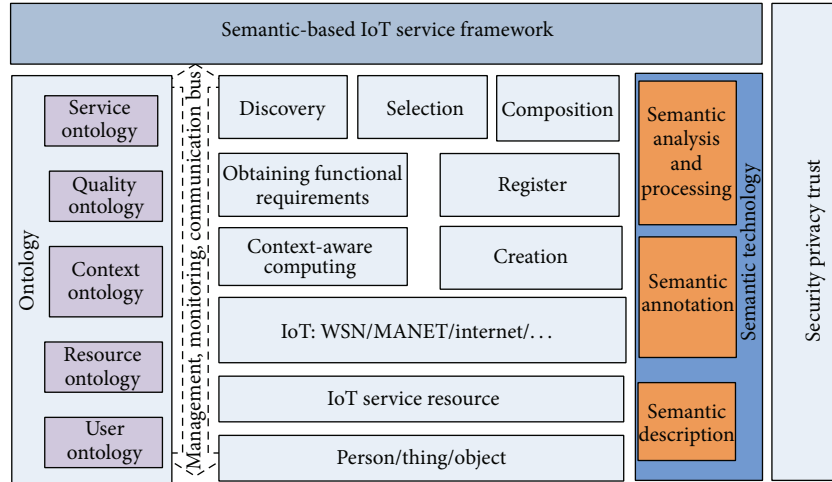 Semantic-based IoT service framework
Ontology
Service
ontology
Quality
ontology
Context
ontology
Resource
ontology
User
ontology
Management, monitoring, communication bus
Discovery
Selection
Composition
Obtaining functional
requirements
Register
Context-aware
computing
Creation
IoT: WSN/MANET/internet/. . .
IoT service resource
Person/thing/object
Semantic
analysis
and
processing
Semantic
annotation
Semantic
description
Semantic technology
Security privacy trust